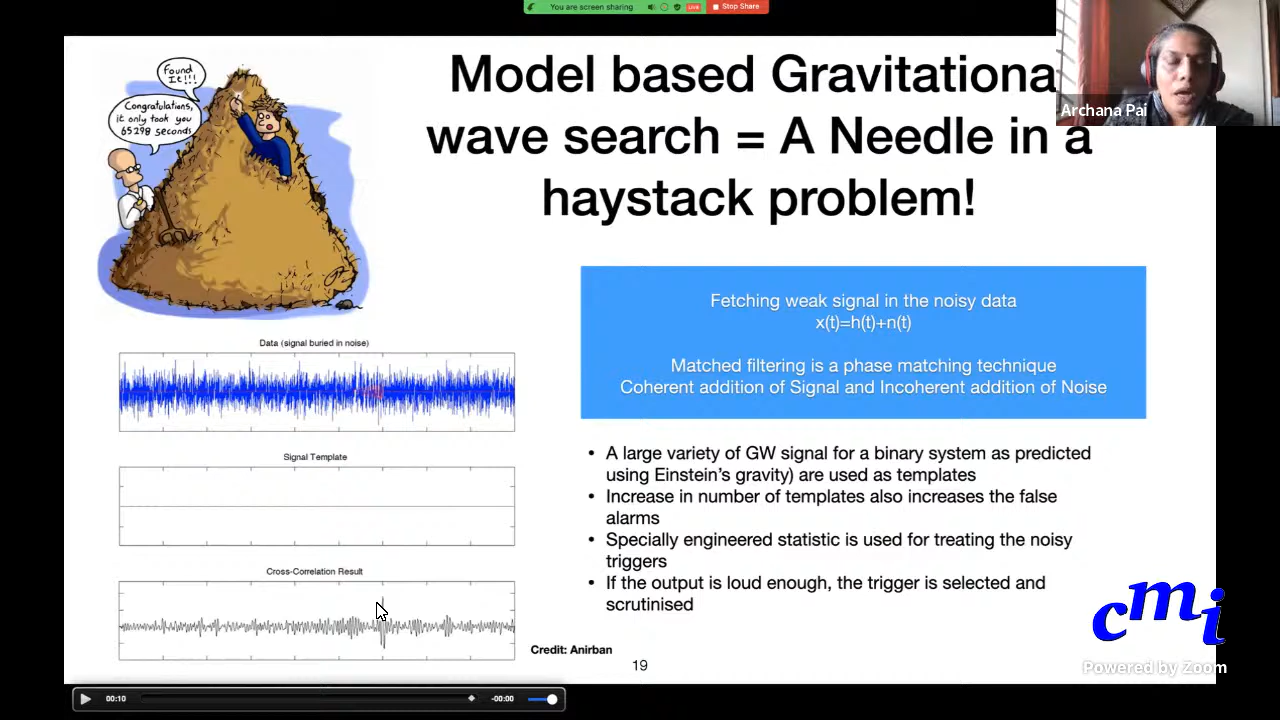 You are screen sharing
Live
Stop Share
Found
It!!!
Congratulations,
it only took you
65298 seconds
Model based Gravitationa
wave search = A Needle in a
haystack problem!
Archana Pai
Fetching weak signal in the noisy data
x(t)=h(t)+n(t)
Matched filtering is a phase matching technique
Coherent addition of Signal and Incoherent addition of Noise
Data (signal buried in noise)
Signal Template
Cross-Correlation Result
• A large variety of GW signal for a binary system as predicted
using Einstein's gravity) are used as templates
• Increase in number of templates also increases the false
alarms
• Specially engineered statistic is used for treating the noisy
triggers
• If the output is loud enough, the trigger is selected and
scrutinised
Credit: Anirban
19
cmi
Powered by Zoom
00:10
-00:00